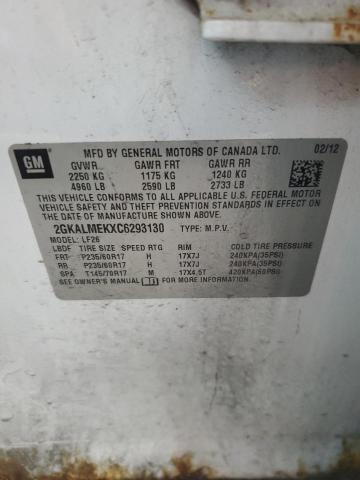 GM
MFD BY GENERAL MOTORS OF CANADA LTD. 02/12
GVWR GAWR FRT GAWR RR
2250 KG 1175 KG 1240 KG
4960 LB 2590 LB 2733 LB
THIS VEHICLE CONFORMS TO ALL APPLICABLE U.S. FEDERAL MOTOR
VEHICLE SAFETY AND THEFT PREVENTION STANDARDS IN EFFECT ON
THE DATE OF MANUFACTURE SHOWN ABOVE.
2GKALMEKXC6293130 TYPE: M.P.V.
MODEL: LF26
LBDF TIRE SIZE SPEED RTG RIM COLD TIRE PRESSURE
FRT P235/60R17 H 17X7J 240KPA(35PSI)
RR P235/60R17 H 17X7J 240KPA(35PSI)
SPA T145/70R17 M 17X4.5T 420KPA(60PSI)
SEE OWNER'S MANUAL FOR MORE INFORMATION.